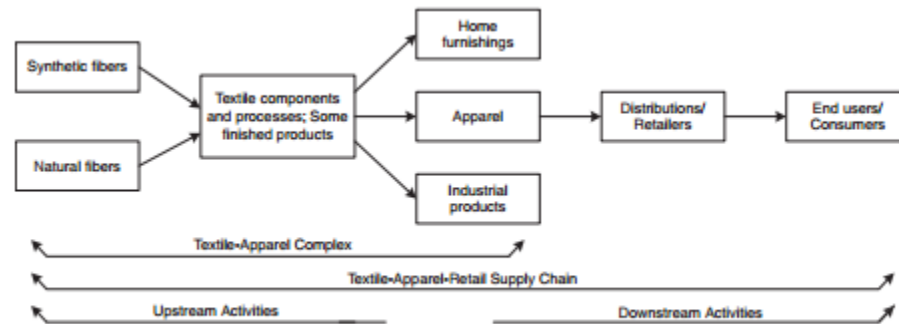 Home
furnishings
Synthetic fibers
Textile components
and processes; Some
finished products
Apparel
Distributions/
Retailers
End users/
Consumers
Natural fibers
Industrial
products
Textile-Apparel Complex
Textile-Apparel-Retail Supply Chain
Upstream Activities
Downstream Activities